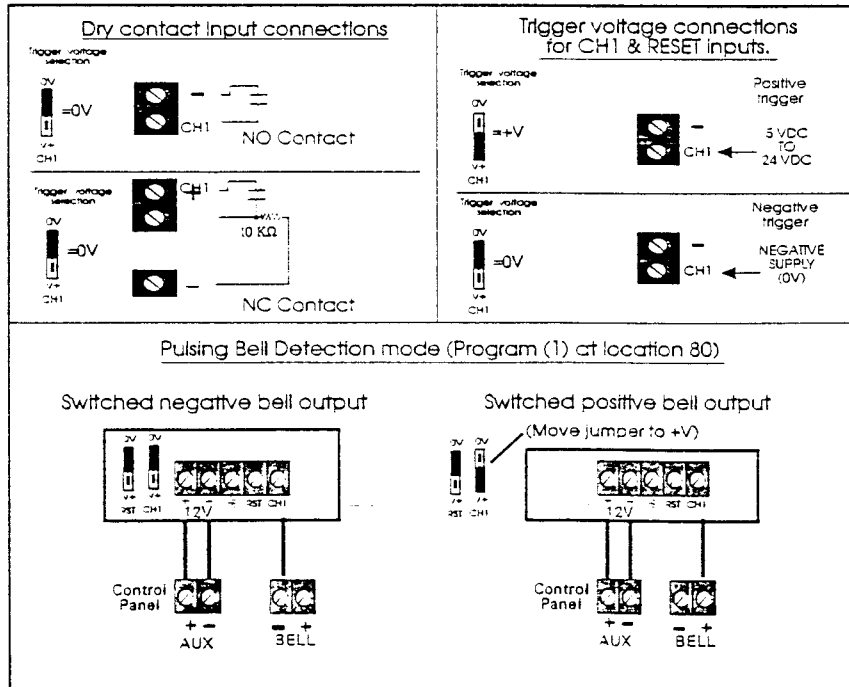 Dry contact input connections
Trigger voltage
selection
0V
=0V
V+
CH1
−
CH1
NO Contact
Trigger voltage
selection
0V
=0V
V+
CH1
CH1
+
10 KΩ
−
NC Contact
Trigger voltage connections
for CH1 & RESET inputs.
Trigger voltage
selection
0V
=+V
V+
CH1
−
CH1
Positive
trigger
5 VDC
TO
24 VDC
Trigger voltage
selection
0V
=0V
V+
CH1
−
CH1
Negative
trigger
NEGATIVE
SUPPLY
(0V)
Pulsing Bell Detection mode (Program (1) at location 80)
Switched negative bell output
0V 0V
V+ V+
RST CH1
RST CH1
12V
Control
Panel
+ −
AUX
− +
BELL
Switched positive bell output
(Move jumper to +V)
0V 0V
V+ V+
RST CH1
RST CH1
12V
Control
Panel
+ −
AUX
− +
BELL